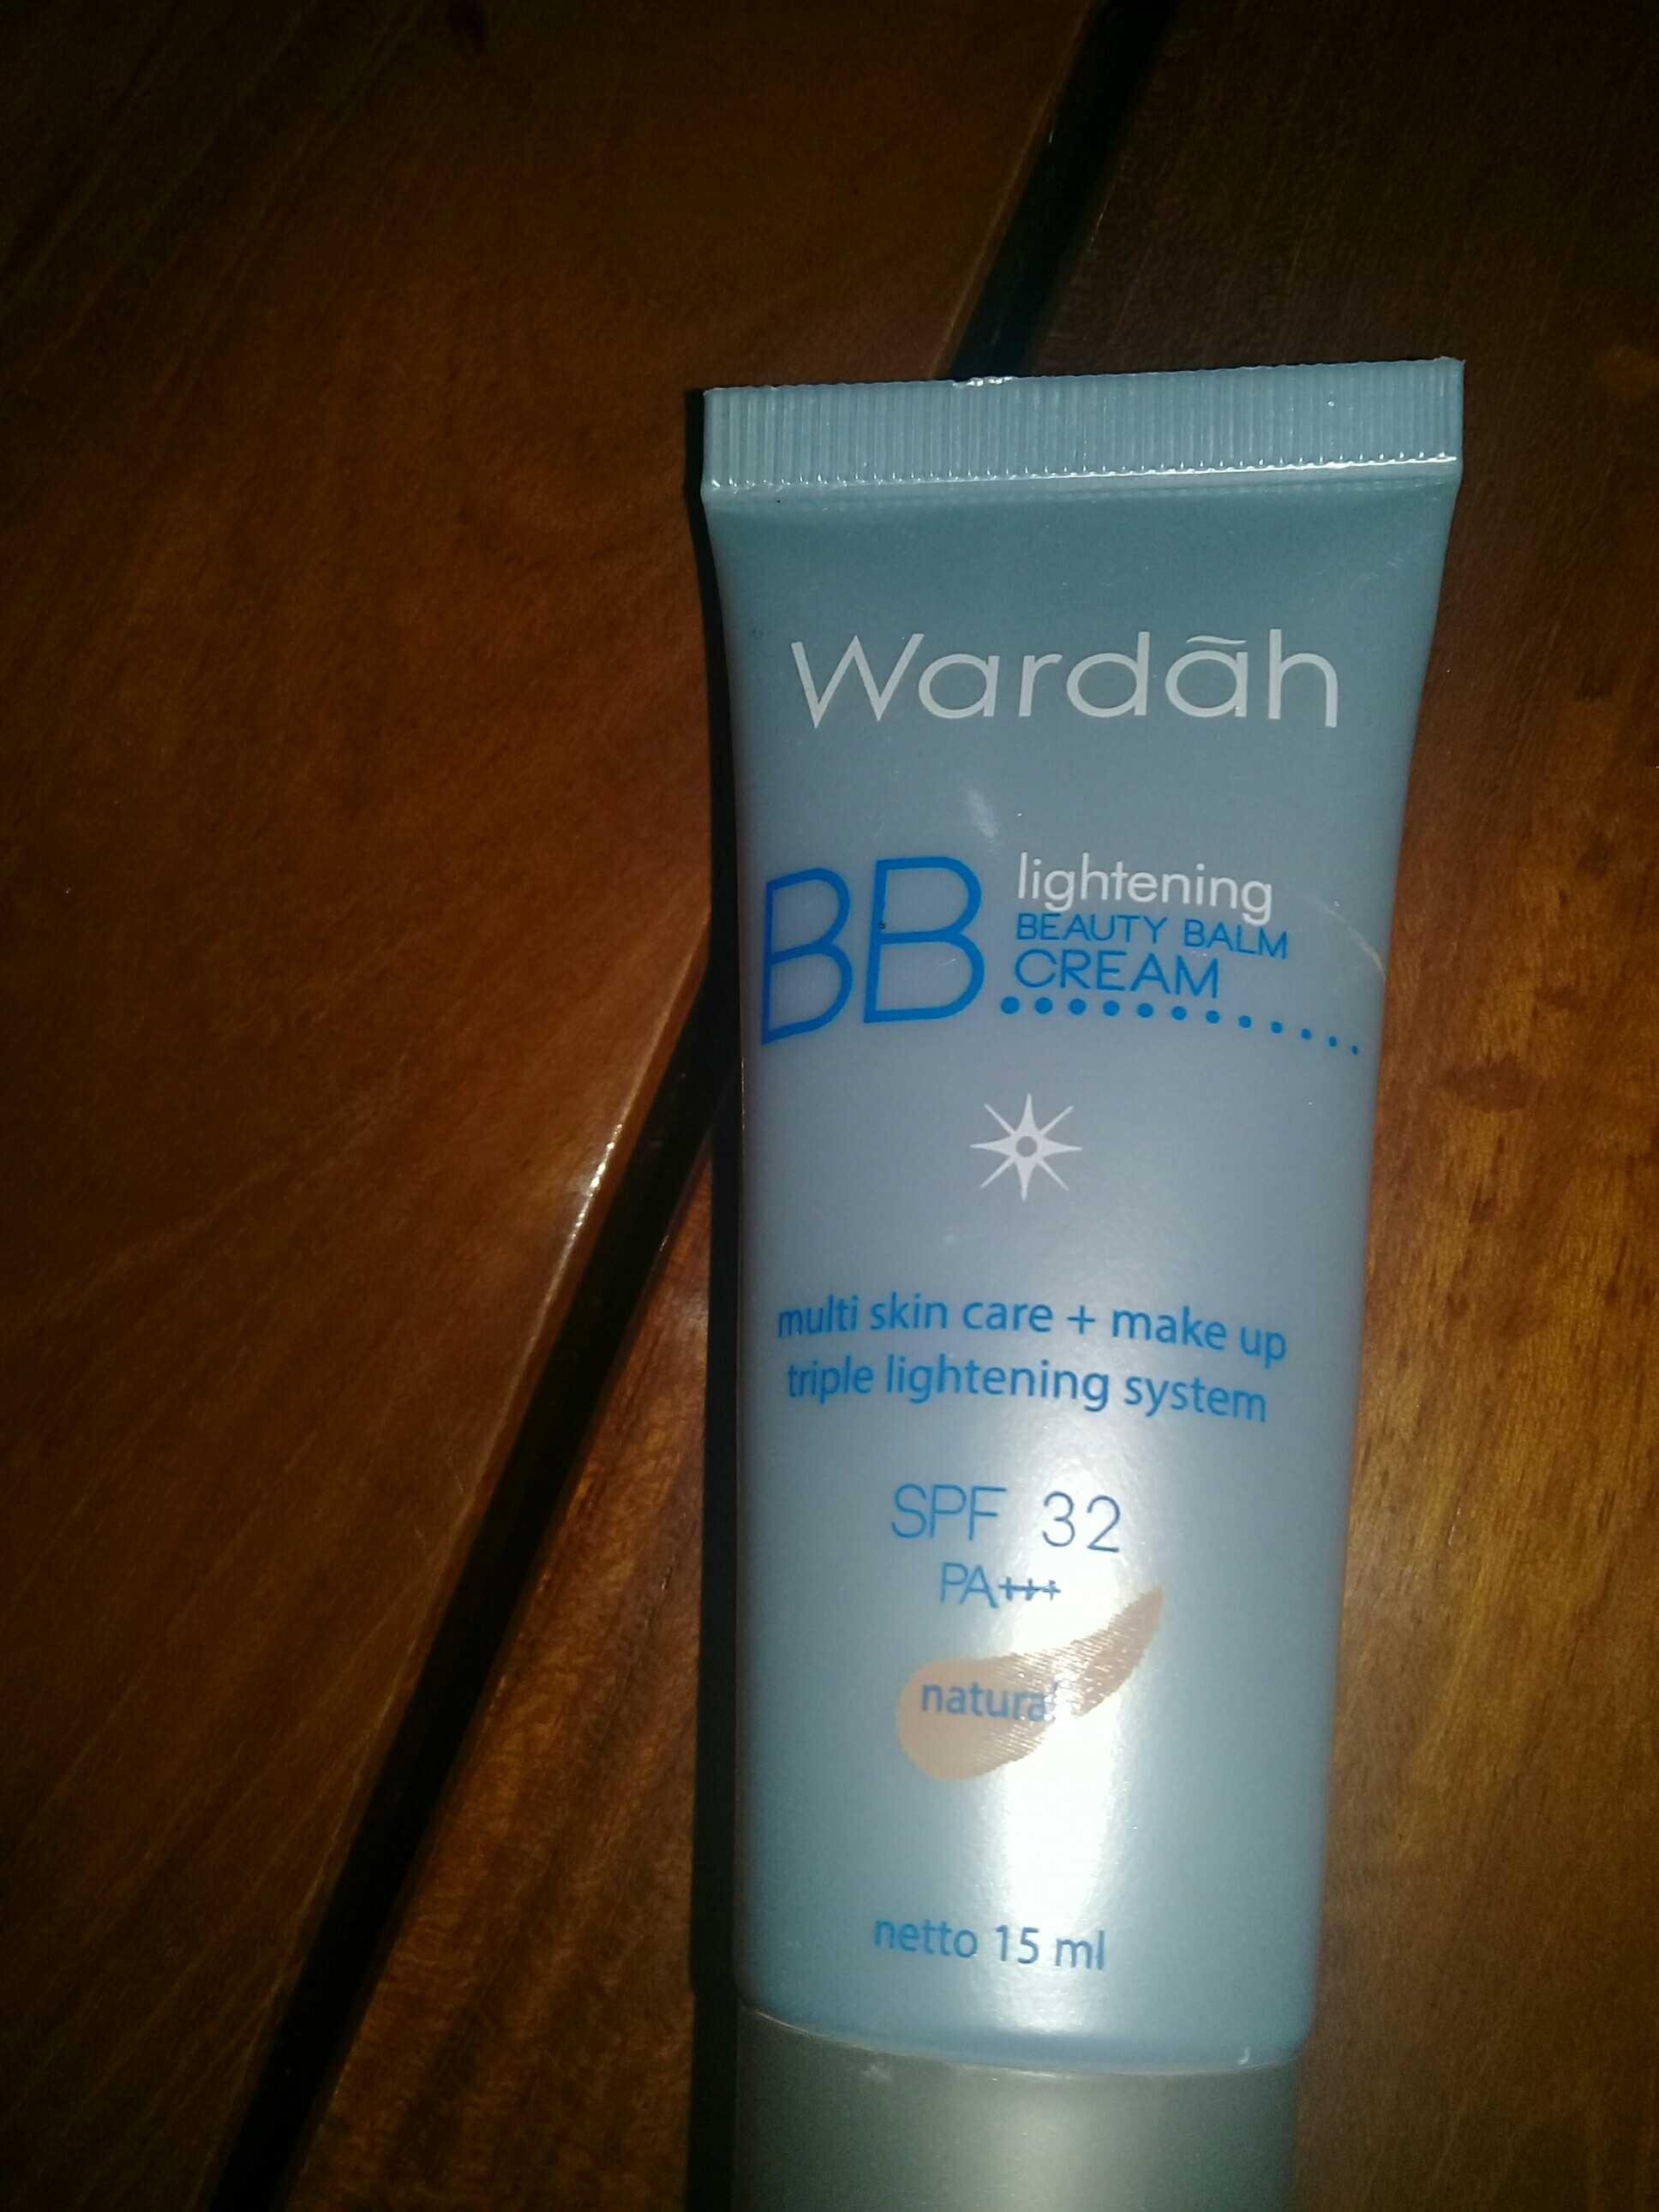 Wardāh
BB lightening
BEAUTY BALM
CREAM
multi skin care + make up
triple lightening system
SPF 32
PA+++
natural
netto 15 ml